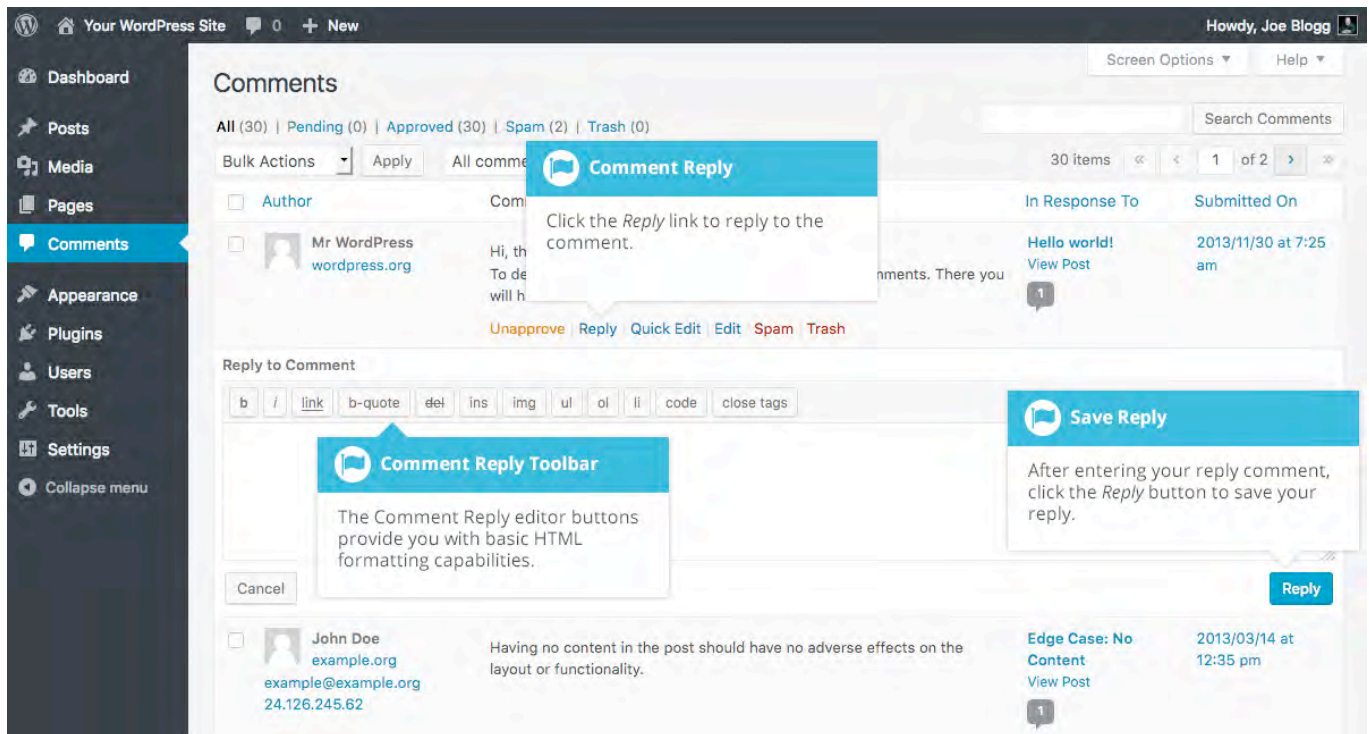 Your WordPress Site 0 + New Howdy, Joe Blogg
Screen Options Help
Dashboard
Posts
Media
Pages
Comments
Appearance
Plugins
Users
Tools
Settings
Collapse menu
Comments
All (30) | Pending (0) | Approved (30) | Spam (2) | Trash (0)
Search Comments
Bulk Actions Apply All comme
30 items « ‹ 1 of 2 › »
Author Com In Response To Submitted On
Comment Reply
Click the Reply link to reply to the
comment.
Mr WordPress
wordpress.org
Hi, th
To de mments. There you
will h
Hello world!
View Post
1
2013/11/30 at 7:25
am
Unapprove | Reply | Quick Edit | Edit | Spam | Trash
Reply to Comment
b i link b-quote del ins img ul ol li code close tags
Comment Reply Toolbar
The Comment Reply editor buttons
provide you with basic HTML
formatting capabilities.
Save Reply
After entering your reply comment,
click the Reply button to save your
reply.
Cancel
Reply
John Doe
example.org
example@example.org
24.126.245.62
Having no content in the post should have no adverse effects on the
layout or functionality.
Edge Case: No
Content
View Post
1
2013/03/14 at
12:35 pm